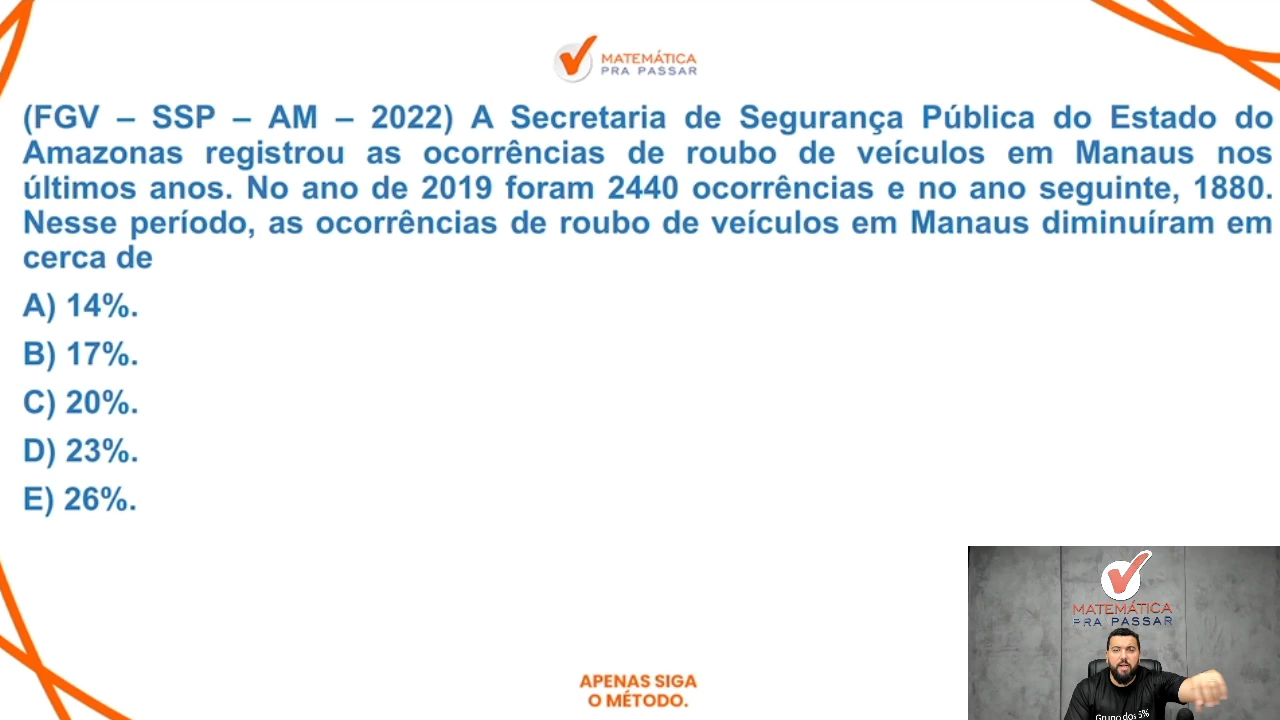 MATEMÁTICA
PRA PASSAR
(FGV – SSP – AM – 2022) A Secretaria de Segurança Pública do Estado do
Amazonas registrou as ocorrências de roubo de veículos em Manaus nos
últimos anos. No ano de 2019 foram 2440 ocorrências e no ano seguinte, 1880.
Nesse período, as ocorrências de roubo de veículos em Manaus diminuíram em
cerca de
A) 14%.
B) 17%.
C) 20%.
D) 23%.
E) 26%.
MATEMÁTICA
PRA PASSAR
Grupo dos 3%
APENAS SIGA
O MÉTODO.